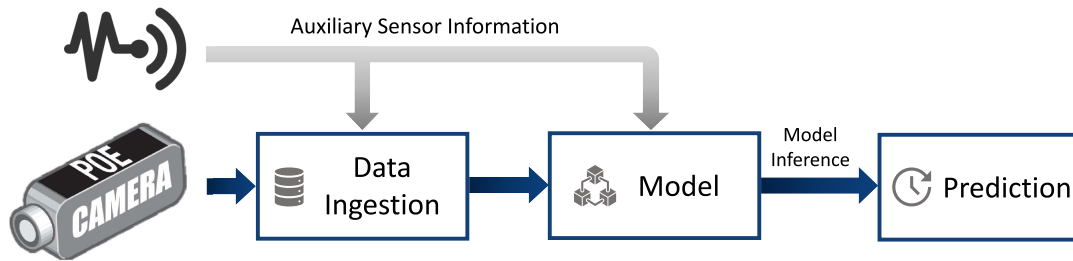 Auxiliary Sensor Information
POE
CAMERA
Data
Ingestion
Model
Model
Inference
Prediction